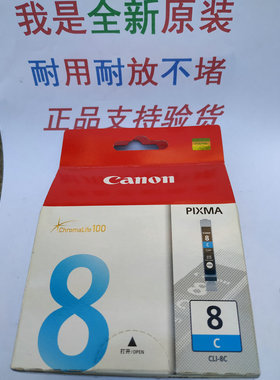 我是全新原装
耐用耐放不堵
正品支持验货
Canon
ChromaLife100
PIXMA
8
C
8
8
C
CLI-8C
打开/OPEN